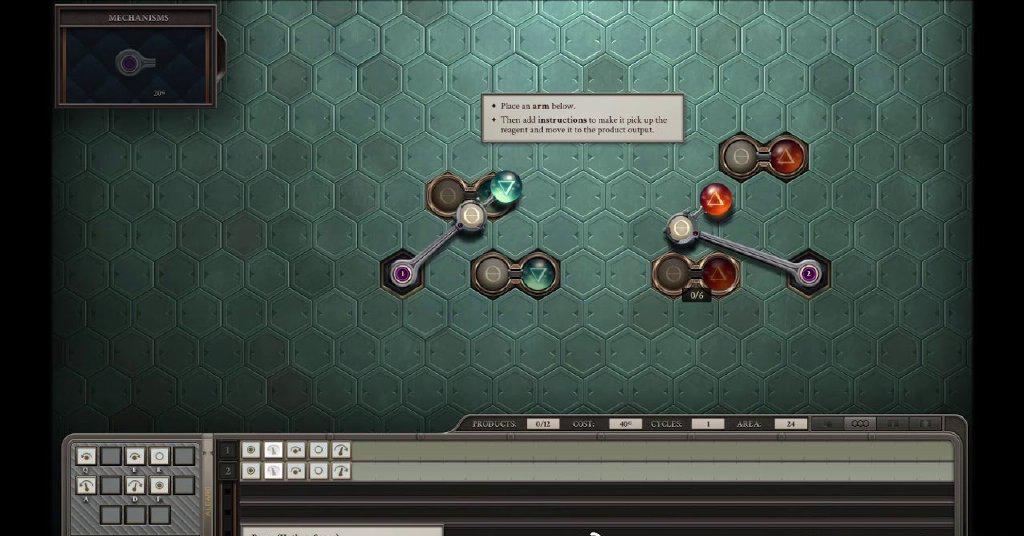 MECHANISMS
20
Place an arm below.
Then add instructions to make it pick up the
reagent and move it to the product output.
1
2
0/6
PRODUCTS: 0/12 COST: 40 CYCLES: 1 AREA: 24
1
2
Q E R
A D F